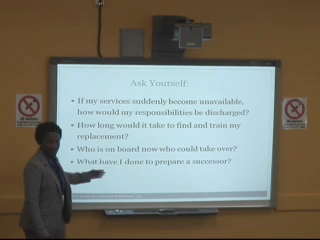 Ask Yourself:
• If my services suddenly become unavailable,
how would my responsibilities be discharged?
• How long would it take to find and train my
replacement?
• Who is on board now who could take over?
• What have I done to prepare a successor?